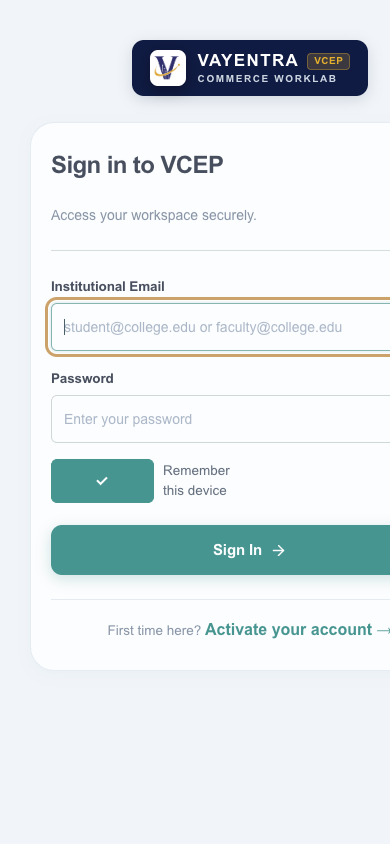 VAYENTRA VCEP
COMMERCE WORKLAB
Sign in to VCEP
Access your workspace securely.
Institutional Email
student@college.edu or faculty@college.edu
Password
Enter your password
Remember
this device
Sign In →
First time here? Activate your account →